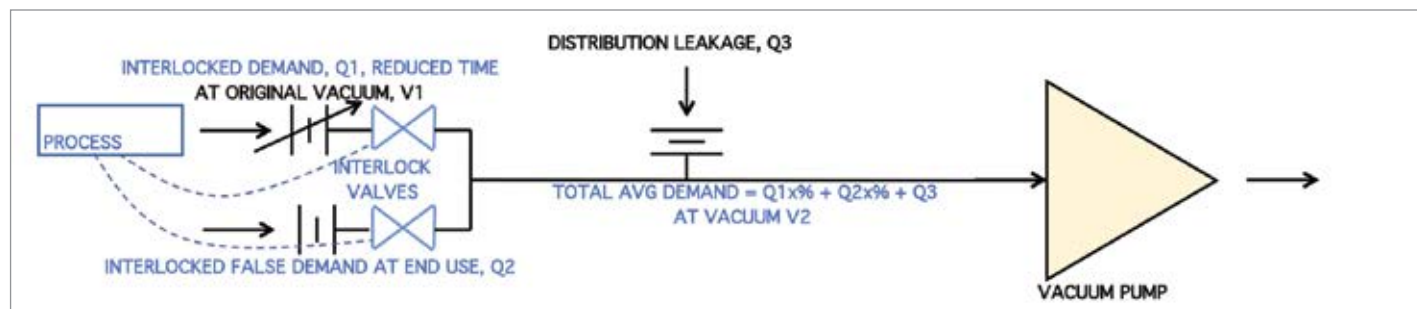 DISTRIBUTION LEAKAGE, Q3
INTERLOCKED DEMAND, Q1, REDUCED TIME
AT ORIGINAL VACUUM, V1
PROCESS
INTERLOCK
VALVES
TOTAL AVG DEMAND = Q1x% + Q2x% + Q3
AT VACUUM V2
INTERLOCKED FALSE DEMAND AT END USE, Q2
VACUUM PUMP